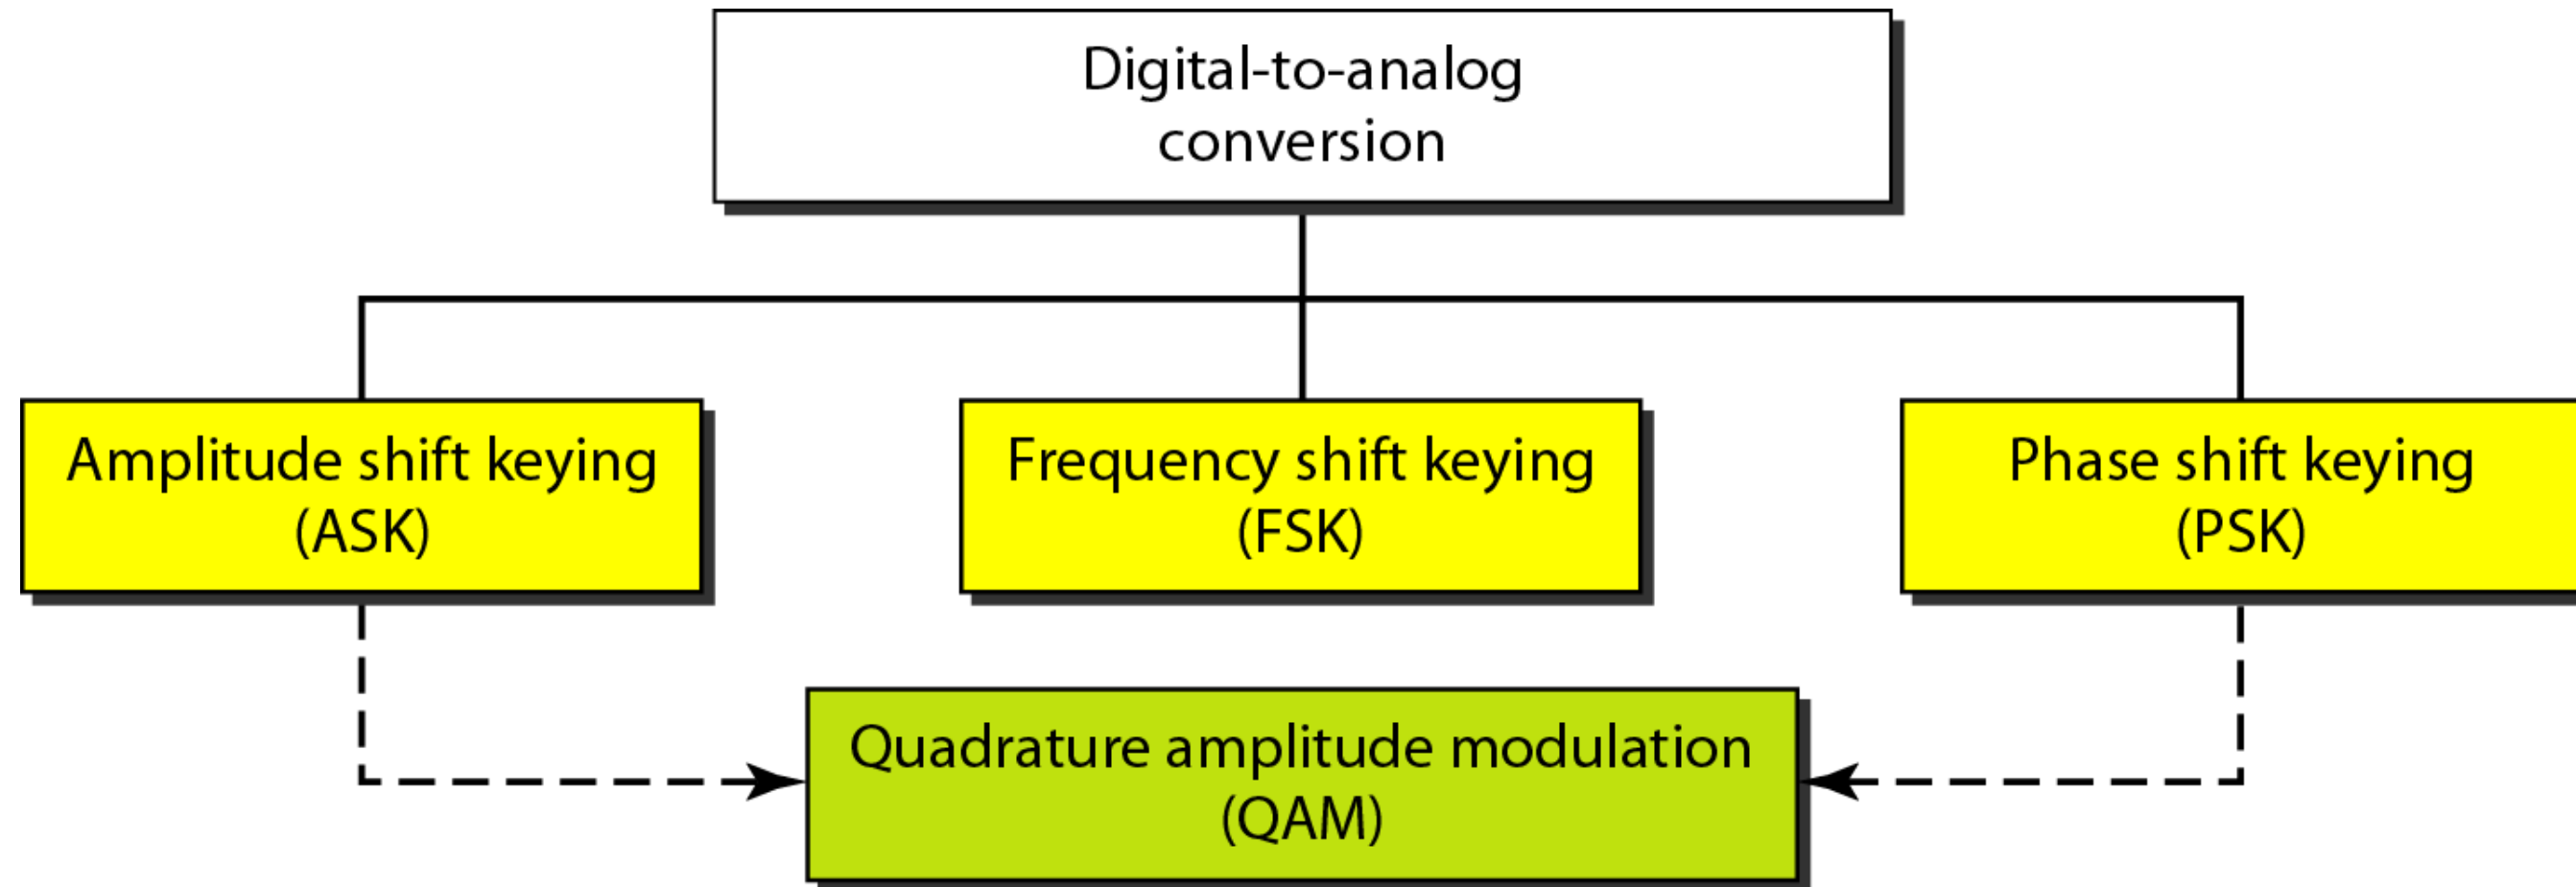 Digital-to-analog
conversion
Amplitude shift keying
(ASK)
Frequency shift keying
(FSK)
Phase shift keying
(PSK)
Quadrature amplitude modulation
(QAM)